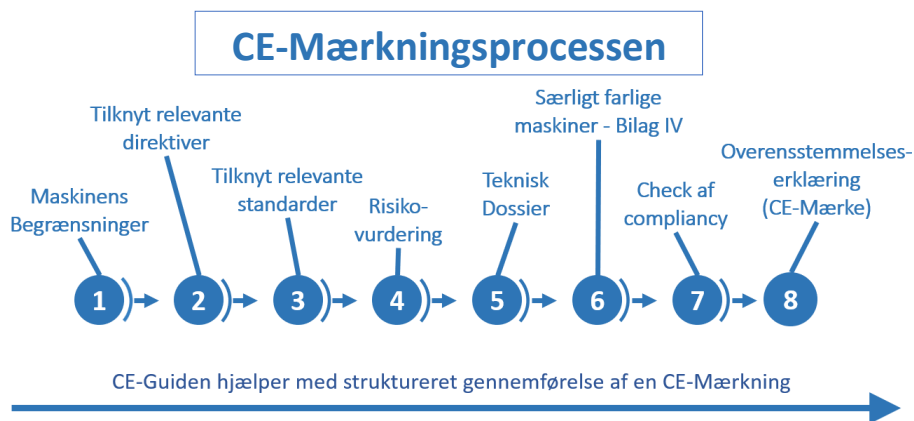 CE-Mærkningsprocessen
Maskinens
Begrænsninger
Tilknyt relevante
direktiver
Tilknyt relevante
standarder
Risiko-
vurdering
Teknisk
Dossier
Særligt farlige
maskiner - Bilag IV
Check af
compliancy
Overensstemmelses-
erklæring
(CE-Mærke)
1
2
3
4
5
6
7
8
CE-Guiden hjælper med struktureret gennemførelse af en CE-Mærkning